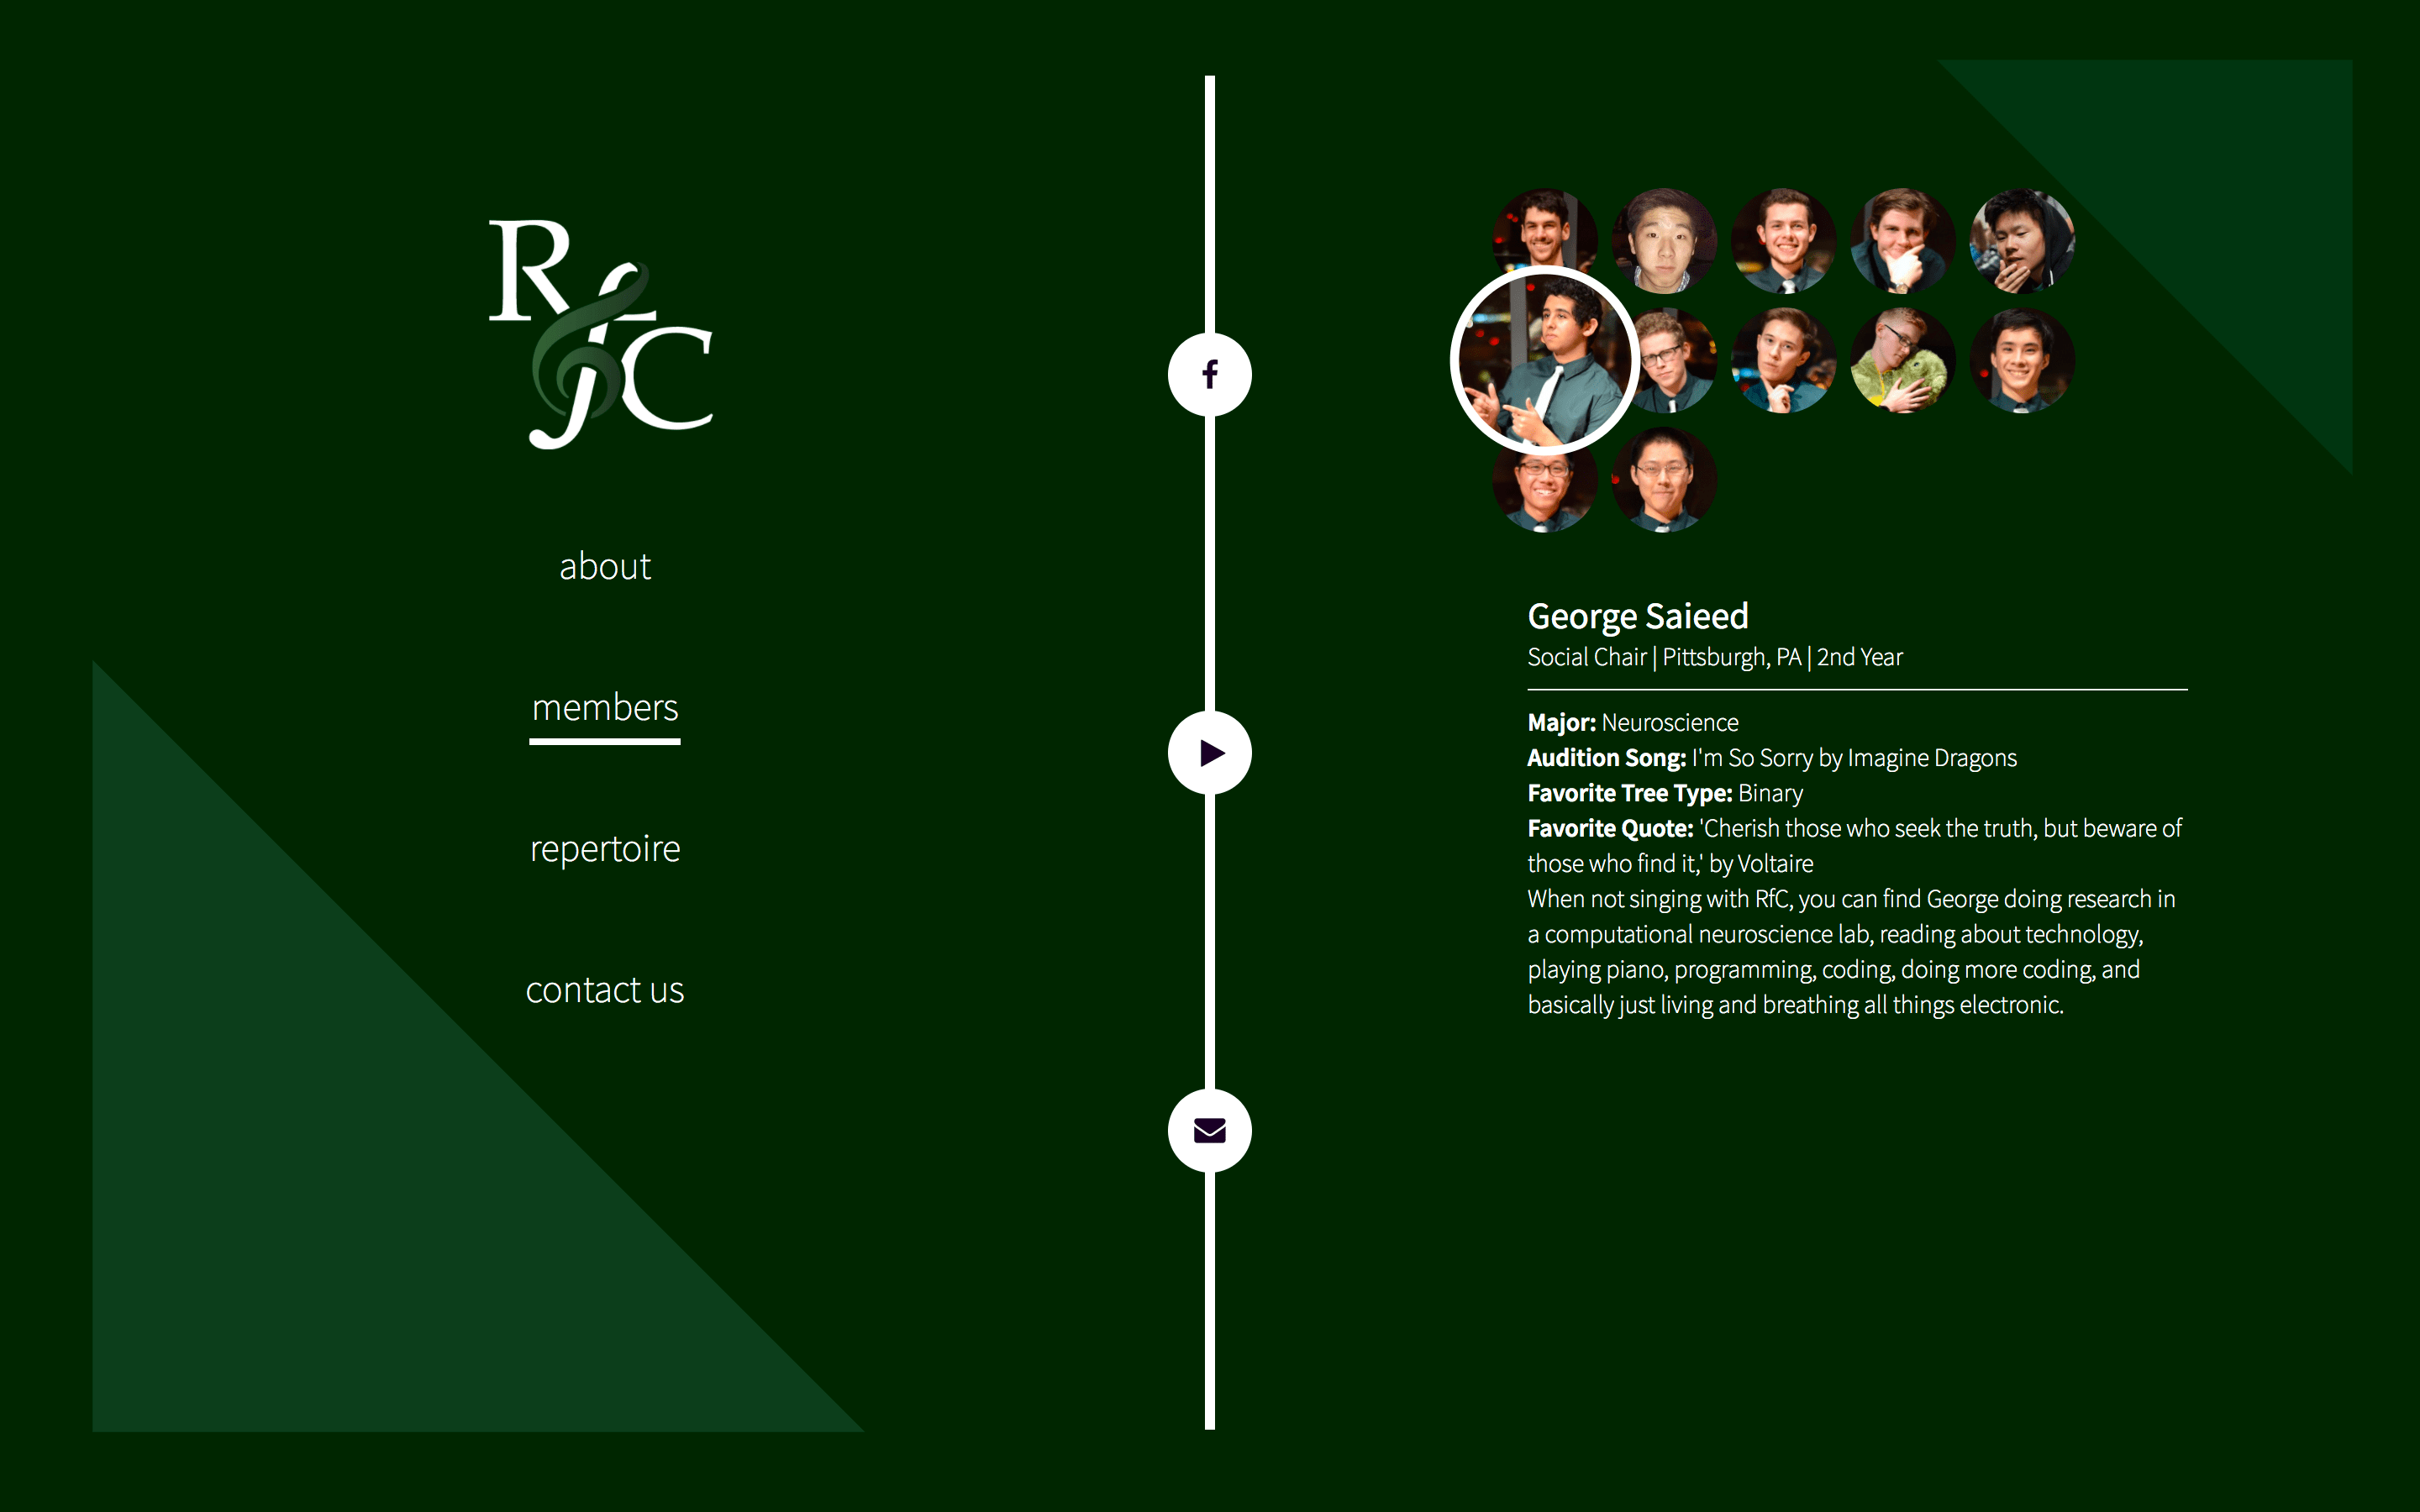 RfC
about
members
repertoire
contact us
George Saieed
Social Chair | Pittsburgh, PA | 2nd Year
Major: Neuroscience
Audition Song: I'm So Sorry by Imagine Dragons
Favorite Tree Type: Binary
Favorite Quote: 'Cherish those who seek the truth, but beware of
those who find it,' by Voltaire
When not singing with RfC, you can find George doing research in
a computational neuroscience lab, reading about technology,
playing piano, programming, coding, doing more coding, and
basically just living and breathing all things electronic.